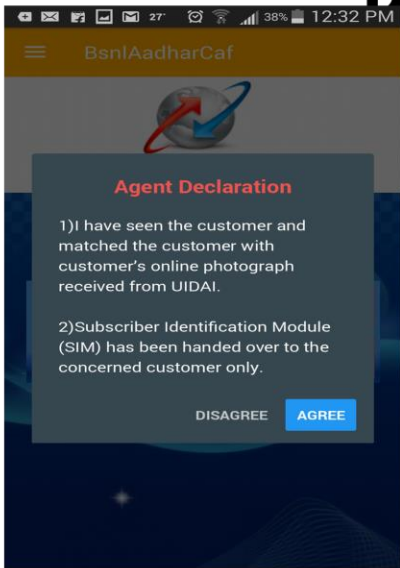 27° 38% 12:32 PM
BsnlAadharCaf
Agent Declaration
1)I have seen the customer and
matched the customer with
customer's online photograph
received from UIDAI.
2)Subscriber Identification Module
(SIM) has been handed over to the
concerned customer only.
DISAGREE AGREE